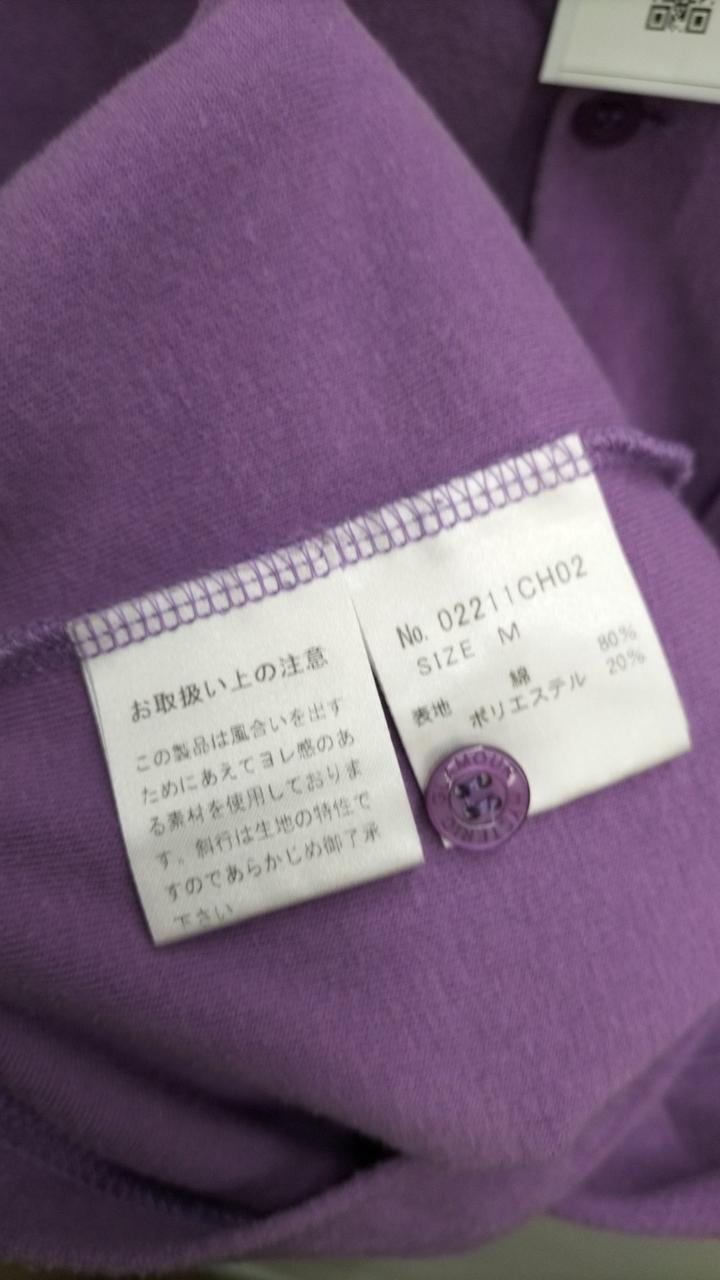 お取扱い上の注意
この製品は風合いを出す
ためにあえてヨレ感のあ
る素材を使用しておりま
す。斜行は生地の特性で
すのであらかじめ御了承
下さい
No. 02211CH02
SIZE M
表地 綿 80%
ポリエステル 20%